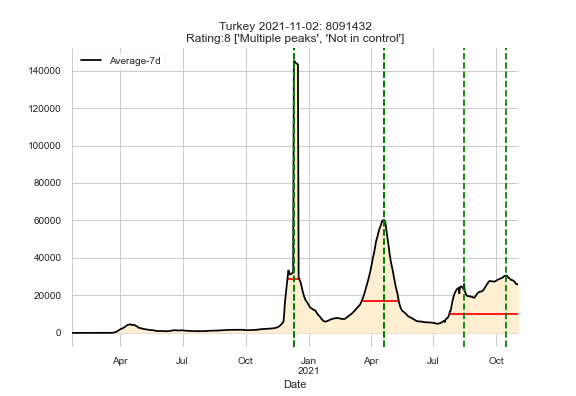 Turkey 2021-11-02: 8091432
Rating:8 ['Multiple peaks', 'Not in control']
Average-7d
140000
120000
100000
80000
60000
40000
20000
0
Apr Jul Oct Jan Apr Jul Oct
2021
Date